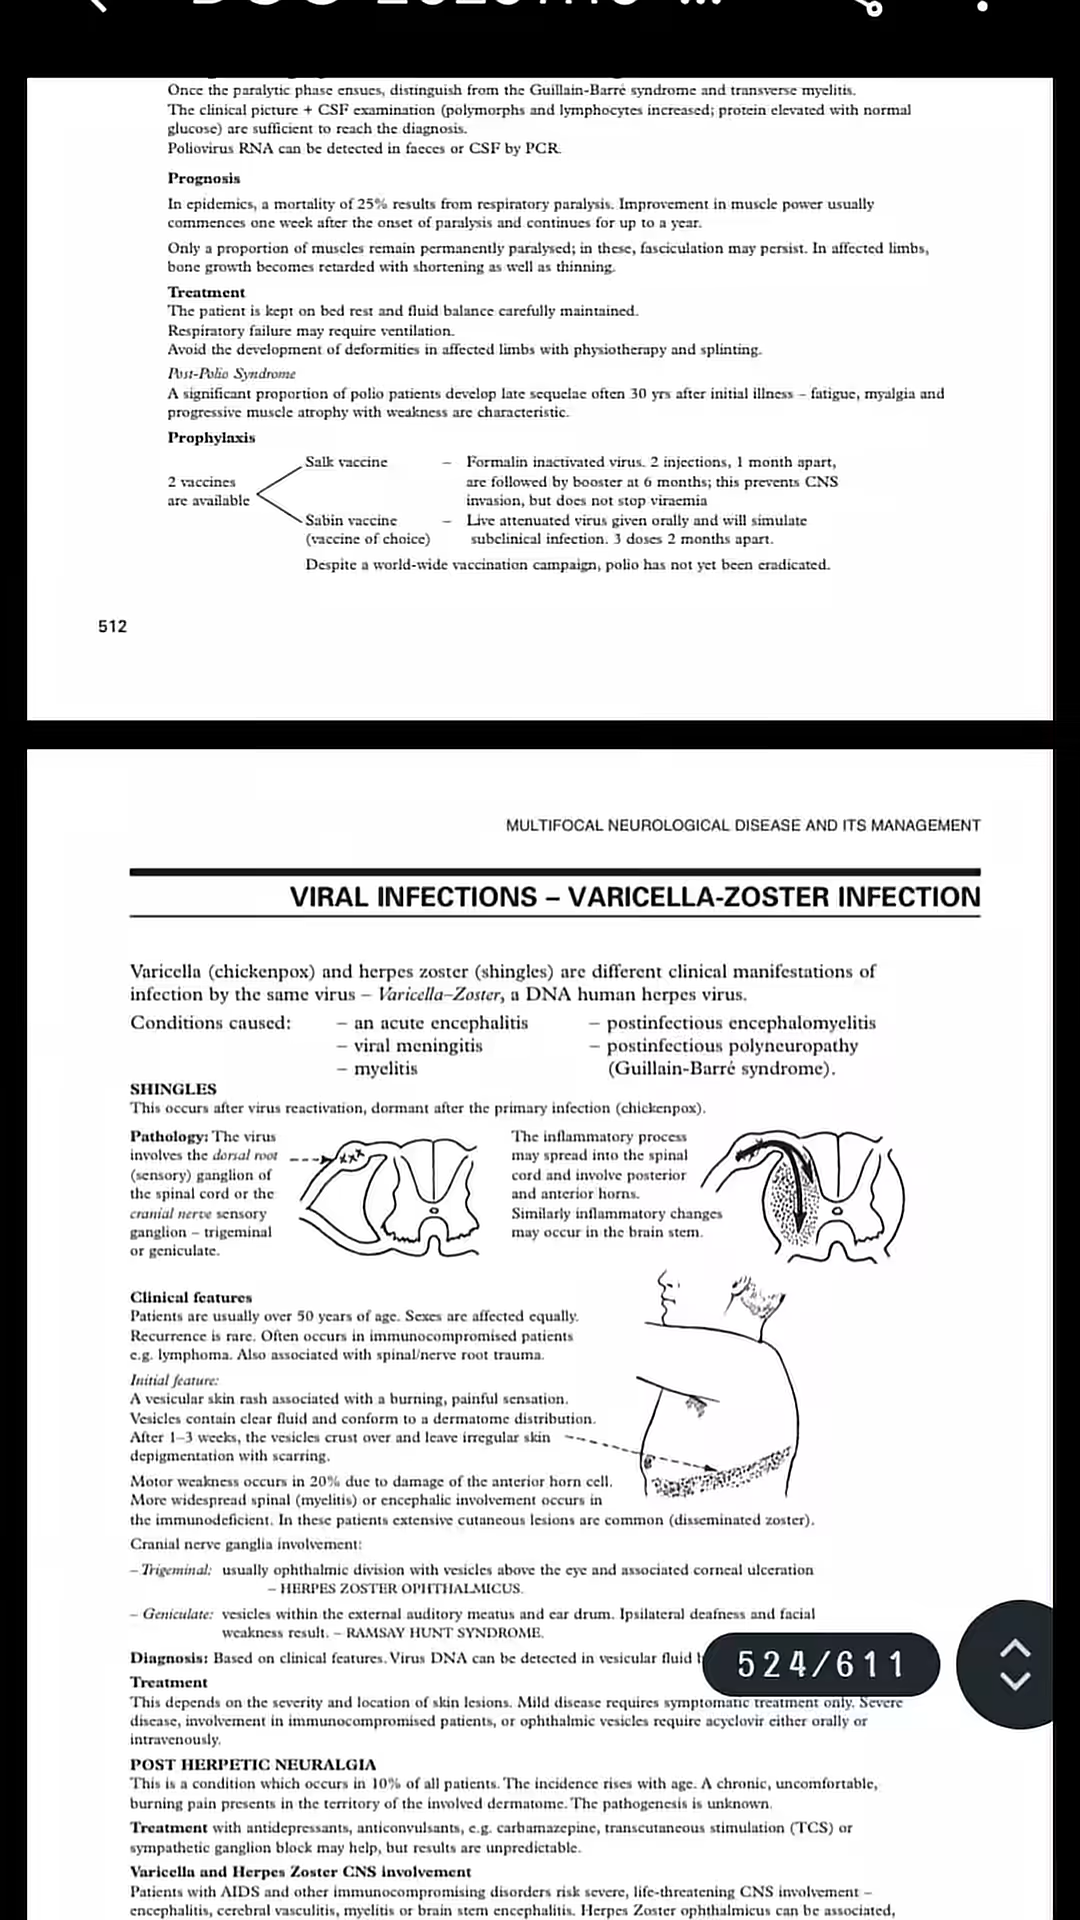 Once the paralytic phase ensues, distinguish from the Guillain-Barré syndrome and transverse myelitis.
The clinical picture + CSF examination (polymorphs and lymphocytes increased; protein elevated with normal
glucose) are sufficient to reach the diagnosis.
Poliovirus RNA can be detected in faeces or CSF by PCR.
Prognosis
In epidemics, a mortality of 25% results from respiratory paralysis. Improvement in muscle power usually
commences one week after the onset of paralysis and continues for up to a year.
Only a proportion of muscles remain permanently paralysed; in these, fasciculation may persist. In affected limbs,
bone growth becomes retarded with shortening as well as thinning.
Treatment
The patient is kept on bed rest and fluid balance carefully maintained.
Respiratory failure may require ventilation.
Avoid the development of deformities in affected limbs with physiotherapy and splinting.
Post-Polio Syndrome
A significant proportion of polio patients develop late sequelae often 30 yrs after initial illness – fatigue, myalgia and
progressive muscle atrophy with weakness are characteristic.
Prophylaxis
2 vaccines
are available
Salk vaccine – Formalin inactivated virus. 2 injections, 1 month apart,
are followed by booster at 6 months; this prevents CNS
invasion, but does not stop viraemia
Sabin vaccine – Live attenuated virus given orally and will simulate
(vaccine of choice) subclinical infection. 3 doses 2 months apart.
Despite a world-wide vaccination campaign, polio has not yet been eradicated.
512
MULTIFOCAL NEUROLOGICAL DISEASE AND ITS MANAGEMENT
VIRAL INFECTIONS – VARICELLA-ZOSTER INFECTION
Varicella (chickenpox) and herpes zoster (shingles) are different clinical manifestations of
infection by the same virus – Varicella–Zoster, a DNA human herpes virus.
Conditions caused: – an acute encephalitis – postinfectious encephalomyelitis
– viral meningitis – postinfectious polyneuropathy
– myelitis (Guillain-Barré syndrome).
SHINGLES
This occurs after virus reactivation, dormant after the primary infection (chickenpox).
Pathology: The virus
involves the dorsal root
(sensory) ganglion of
the spinal cord or the
cranial nerve sensory
ganglion – trigeminal
or geniculate.
The inflammatory process
may spread into the spinal
cord and involve posterior
and anterior horns.
Similarly inflammatory changes
may occur in the brain stem.
Clinical features
Patients are usually over 50 years of age. Sexes are affected equally.
Recurrence is rare. Often occurs in immunocompromised patients
e.g. lymphoma. Also associated with spinal/nerve root trauma.
Initial feature:
A vesicular skin rash associated with a burning, painful sensation.
Vesicles contain clear fluid and conform to a dermatome distribution.
After 1–3 weeks, the vesicles crust over and leave irregular skin
depigmentation with scarring.
Motor weakness occurs in 20% due to damage of the anterior horn cell.
More widespread spinal (myelitis) or encephalic involvement occurs in
the immunodeficient. In these patients extensive cutaneous lesions are common (disseminated zoster).
Cranial nerve ganglia involvement:
– Trigeminal: usually ophthalmic division with vesicles above the eye and associated corneal ulceration
– HERPES ZOSTER OPHTHALMICUS.
– Geniculate: vesicles within the external auditory meatus and ear drum. Ipsilateral deafness and facial
weakness result. – RAMSAY HUNT SYNDROME.
Diagnosis: Based on clinical features. Virus DNA can be detected in vesicular fluid
524/611
Treatment
This depends on the severity and location of skin lesions. Mild disease requires symptomatic treatment only. Severe
disease, involvement in immunocompromised patients, or ophthalmic vesicles require acyclovir either orally or
intravenously.
POST HERPETIC NEURALGIA
This is a condition which occurs in 10% of all patients. The incidence rises with age. A chronic, uncomfortable,
burning pain presents in the territory of the involved dermatome. The pathogenesis is unknown.
Treatment with antidepressants, anticonvulsants, e.g. carbamazepine, transcutaneous stimulation (TCS) or
sympathetic ganglion block may help, but results are unpredictable.
Varicella and Herpes Zoster CNS involvement
Patients with AIDS and other immunocompromising disorders risk severe, life-threatening CNS involvement –
encephalitis, cerebral vasculitis, myelitis or brain stem encephalitis. Herpes Zoster ophthalmicus can be associated,